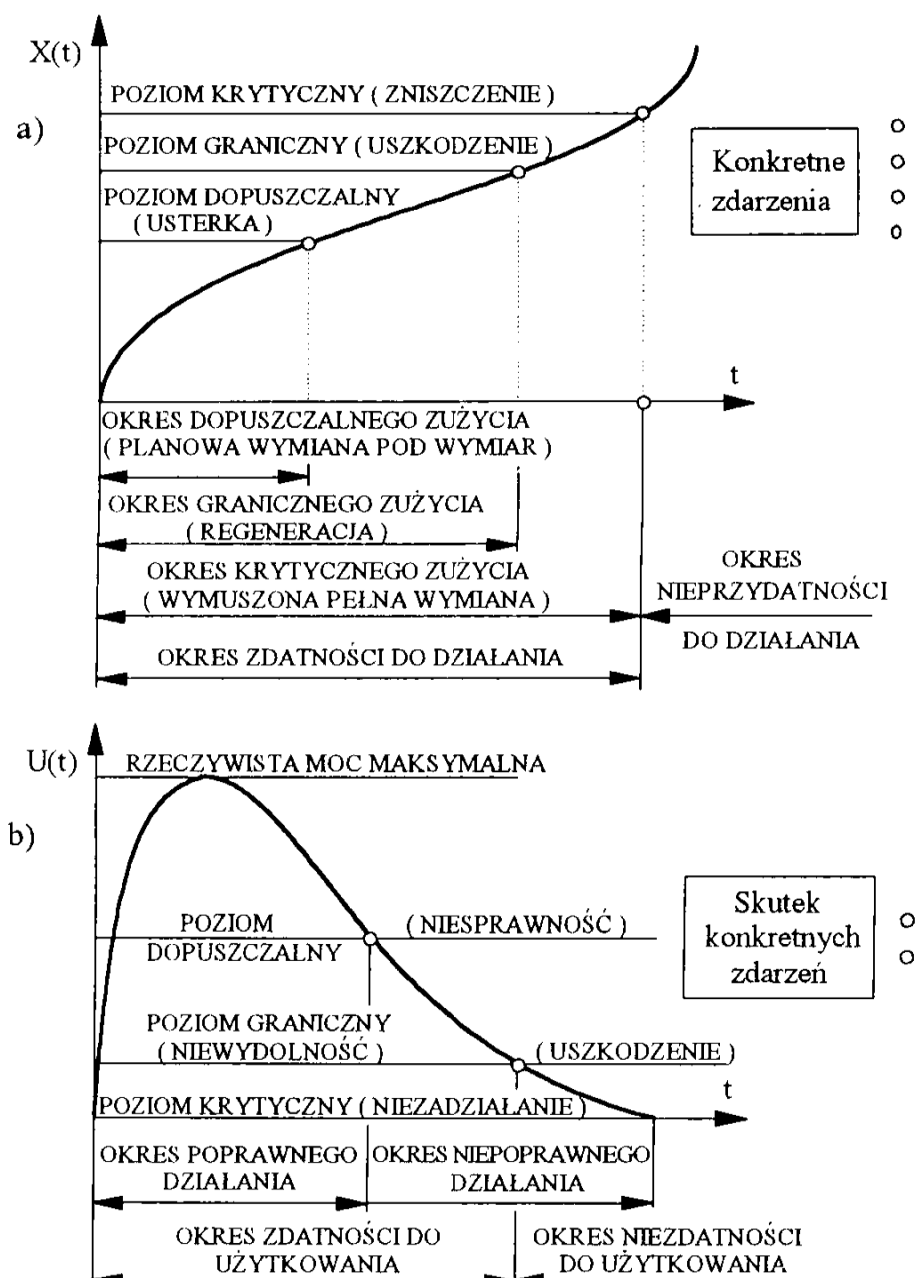 X(t)
POZIOM KRYTYCZNY ( ZNISZCZENIE )
a)
POZIOM GRANICZNY ( USZKODZENIE )
Konkretne
zdarzenia
POZIOM DOPUSZCZALNY
( USTERKA )
t
OKRES DOPUSZCZALNEGO ZUŻYCIA
( PLANOWA WYMIANA POD WYMIAR )
OKRES GRANICZNEGO ZUŻYCIA
( REGENERACJA )
OKRES KRYTYCZNEGO ZUŻYCIA
( WYMUSZONA PEŁNA WYMIANA )
OKRES
NIEPRZYDATNOŚCI
DO DZIAŁANIA
OKRES ZDATNOŚCI DO DZIAŁANIA
U(t)
RZECZYWISTA MOC MAKSYMALNA
b)
POZIOM
DOPUSZCZALNY
( NIESPRAWNOŚĆ )
Skutek
konkretnych
zdarzeń
POZIOM GRANICZNY
( NIEWYDOLNOŚĆ )
( USZKODZENIE )
t
POZIOM KRYTYCZNY ( NIEZADZIAŁANIE )
OKRES POPRAWNEGO
DZIAŁANIA
OKRES NIEPOPRAWNEGO
DZIAŁANIA
OKRES ZDATNOŚCI DO
UŻYTKOWANIA
OKRES NIEZDATNOŚCI
DO UŻYTKOWANIA